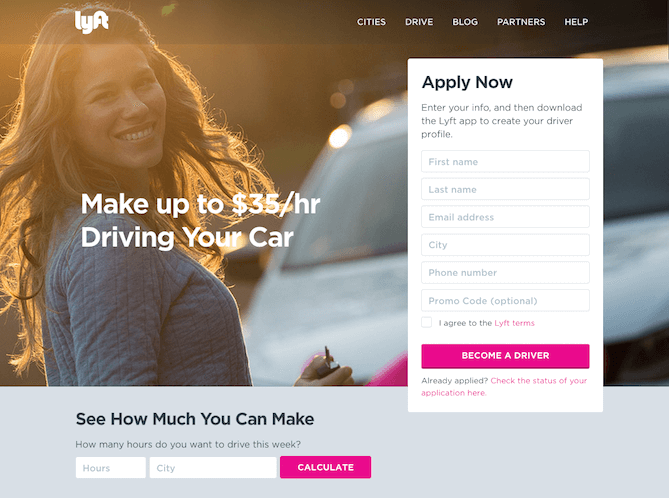 lyft
CITIES DRIVE BLOG PARTNERS HELP
Make up to $35/hr
Driving Your Car
Apply Now
Enter your info, and then download
the Lyft app to create your driver
profile.
First name
Last name
Email address
City
Phone number
Promo Code (optional)
I agree to the Lyft terms
BECOME A DRIVER
Already applied? Check the status of your
application here.
See How Much You Can Make
How many hours do you want to drive this week?
Hours City CALCULATE